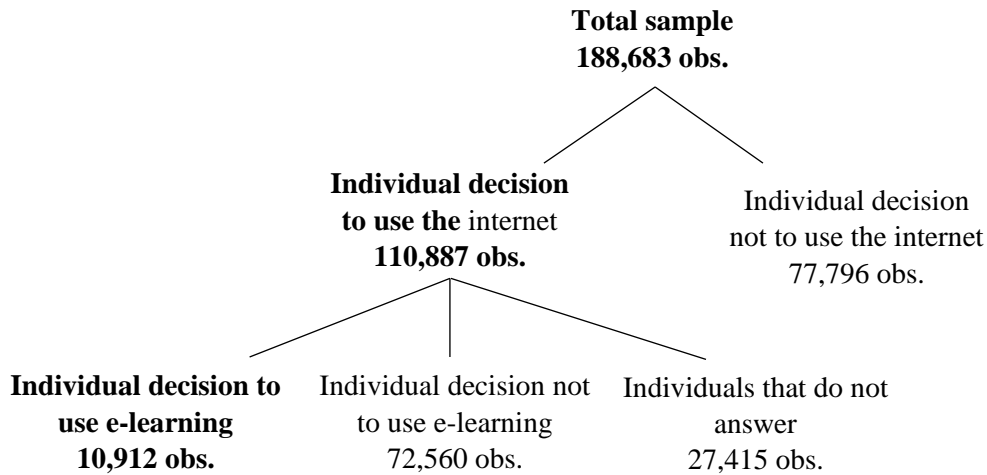 Total sample
188,683 obs.
Individual decision
to use the internet
110,887 obs.
Individual decision
not to use the internet
77,796 obs.
Individual decision to
use e-learning
10,912 obs.
Individual decision not
to use e-learning
72,560 obs.
Individuals that do not
answer
27,415 obs.